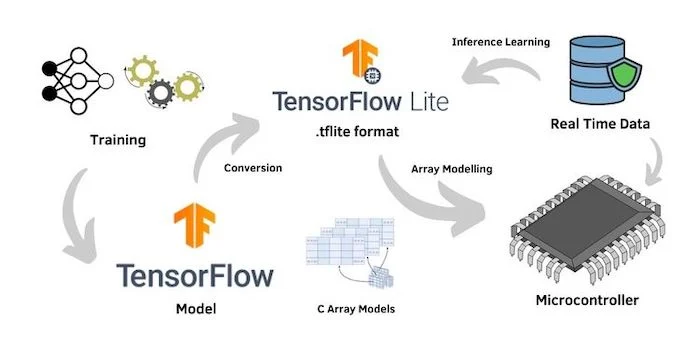 Inference Learning
TensorFlow Lite
.tflite format
Real Time Data
Training
Conversion
Array Modelling
TensorFlow
Model
C Array Models
Microcontroller